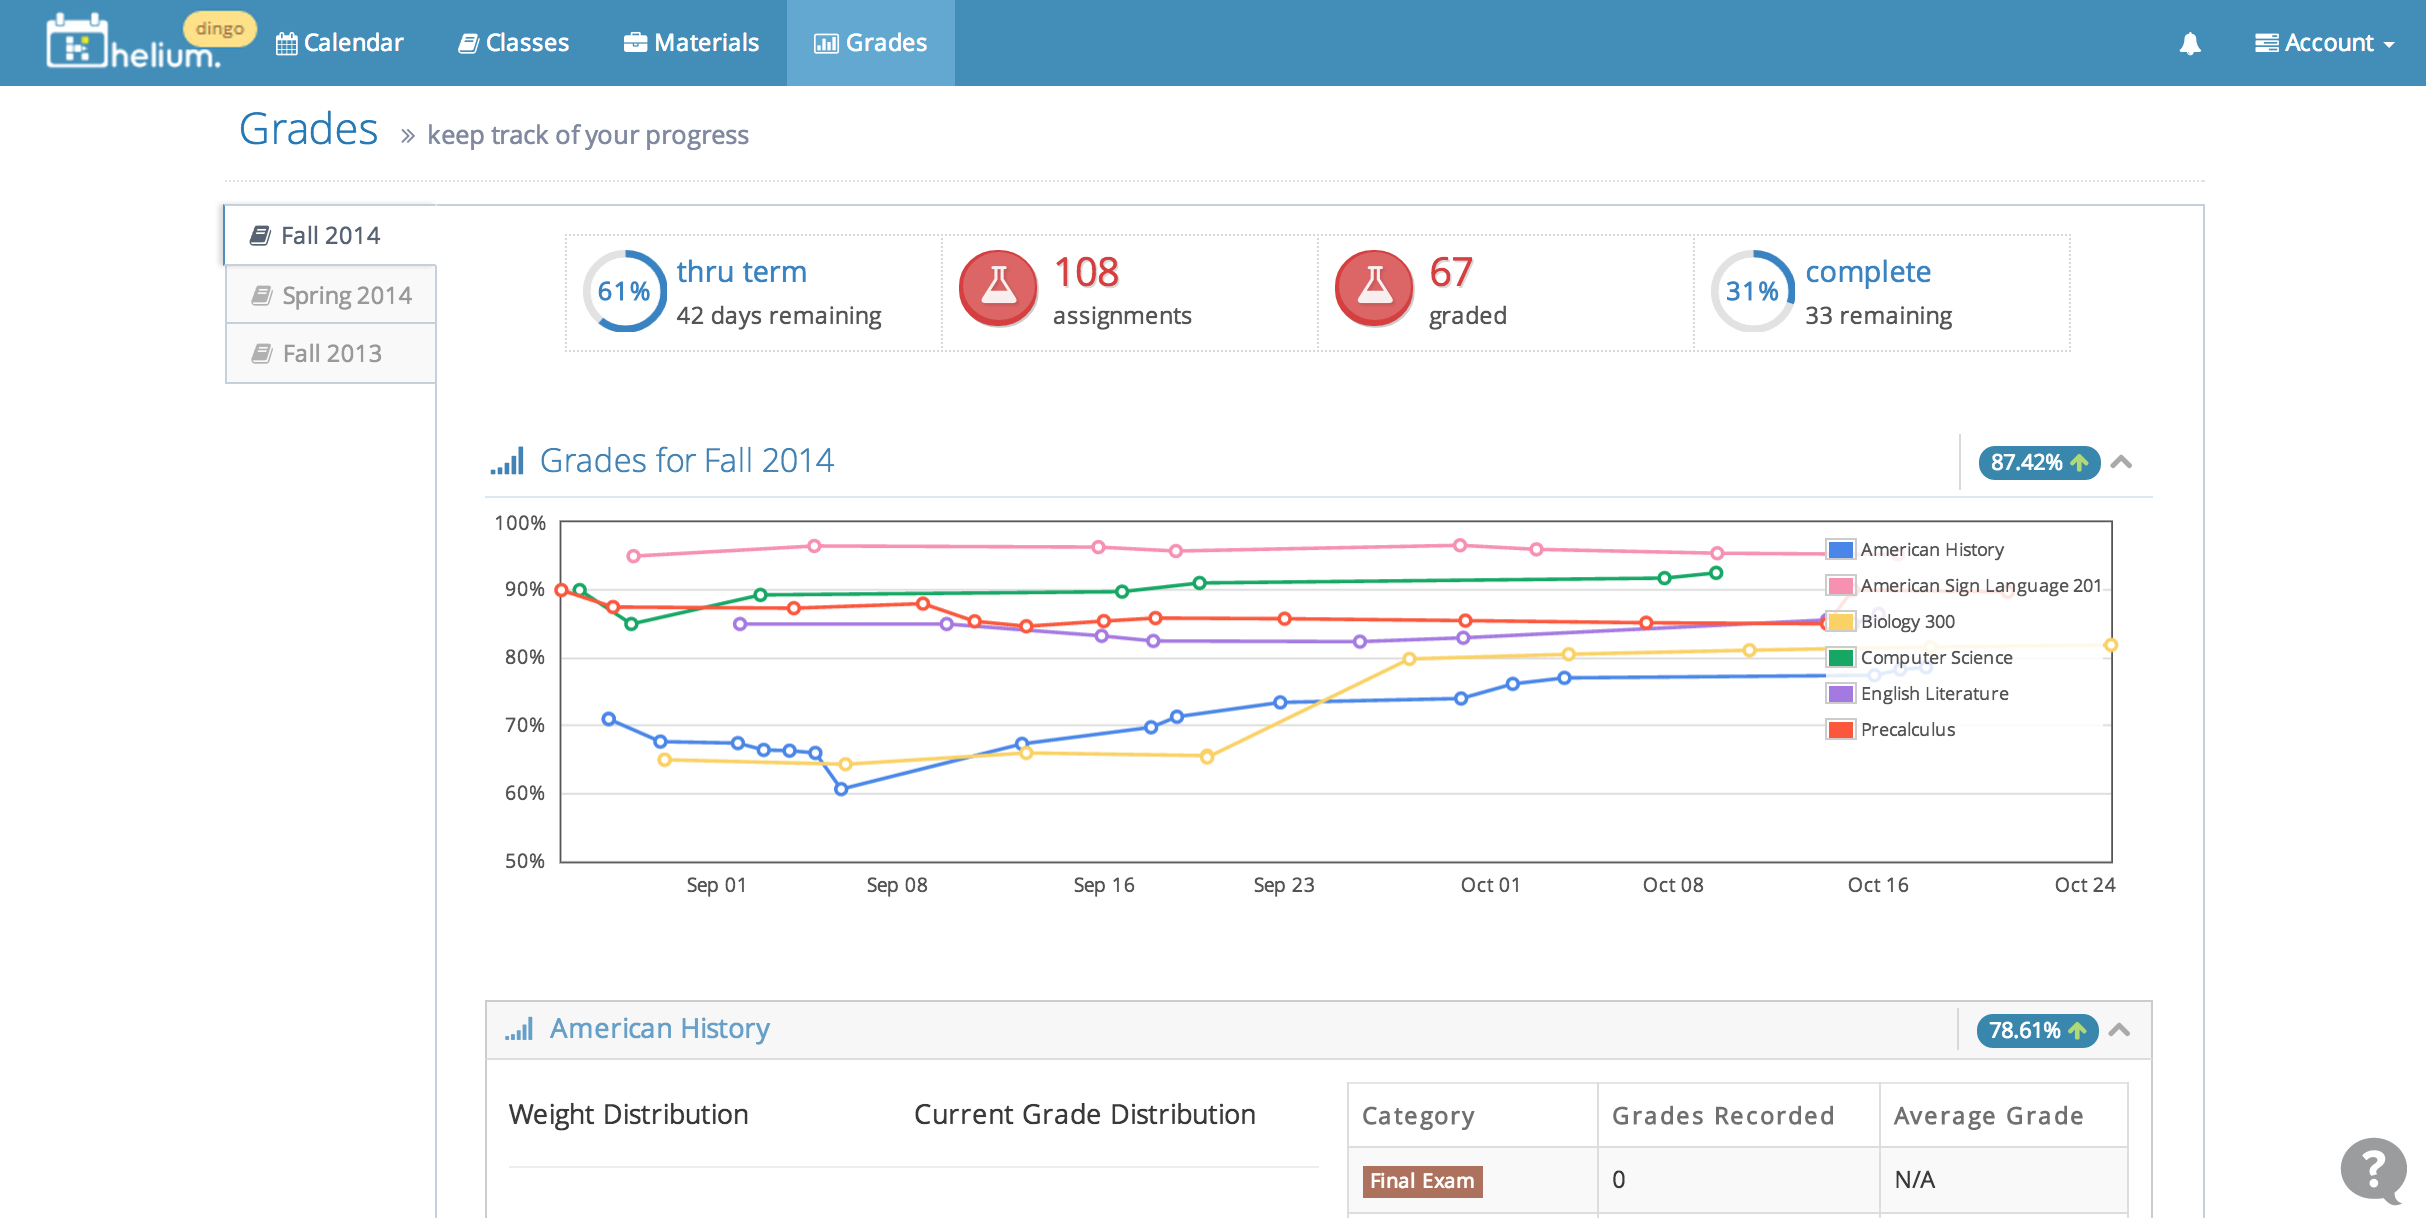 helium.
dingo
Calendar
Classes
Materials
Grades
Account
Grades » keep track of your progress
Fall 2014
Spring 2014
Fall 2013
61%
thru term
42 days remaining
108
assignments
67
graded
31%
complete
33 remaining
Grades for Fall 2014
87.42%
100%
90%
80%
70%
60%
50%
American History
American Sign Language 201
Biology 300
Computer Science
English Literature
Precalculus
Sep 01
Sep 08
Sep 16
Sep 23
Oct 01
Oct 08
Oct 16
Oct 24
American History
78.61%
Weight Distribution
Current Grade Distribution
Category
Grades Recorded
Average Grade
Final Exam
0
N/A
?